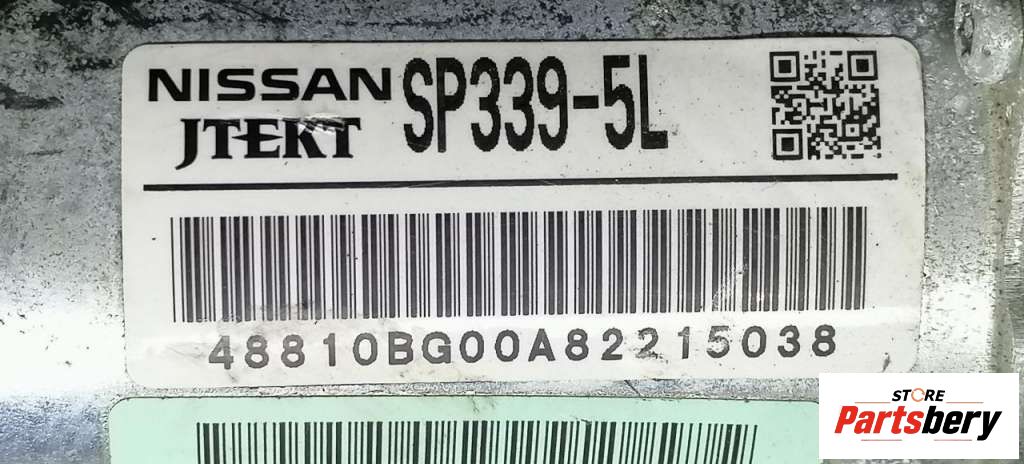 NISSAN SP339-5L
JTEKT
48810BG00A82215038
STORE
Partsbery